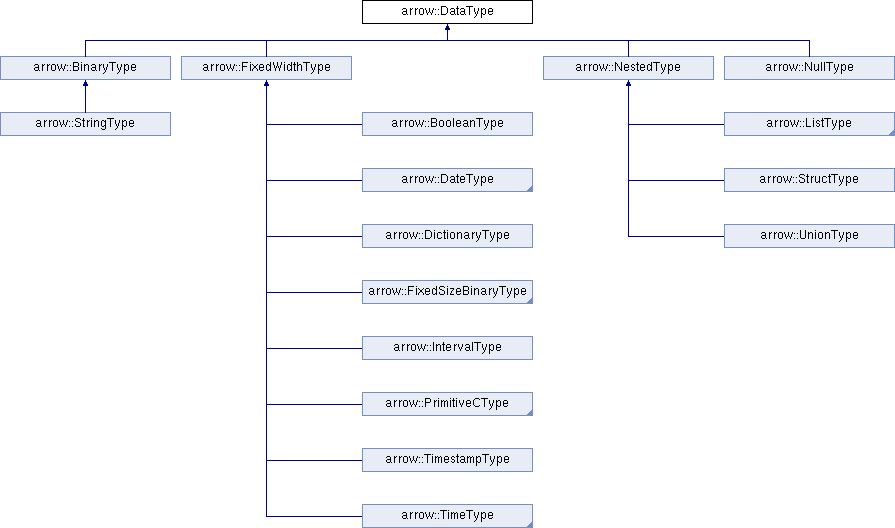 arrow::DataType
arrow::BinaryType
arrow::FixedWidthType
arrow::NestedType
arrow::NullType
arrow::StringType
arrow::BooleanType
arrow::ListType
arrow::DateType
arrow::StructType
arrow::DictionaryType
arrow::UnionType
arrow::FixedSizeBinaryType
arrow::IntervalType
arrow::PrimitiveCType
arrow::TimestampType
arrow::TimeType